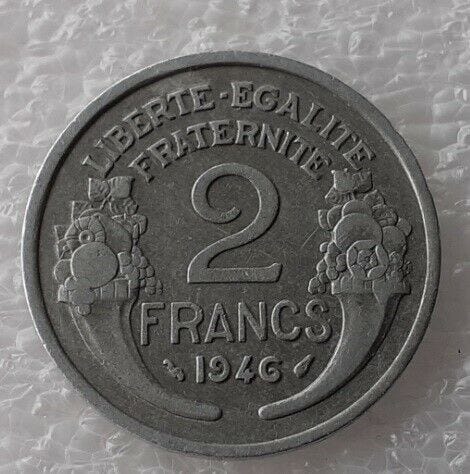 LIBERTE-EGALITE
FRATERNITE
2
FRANCS
1946